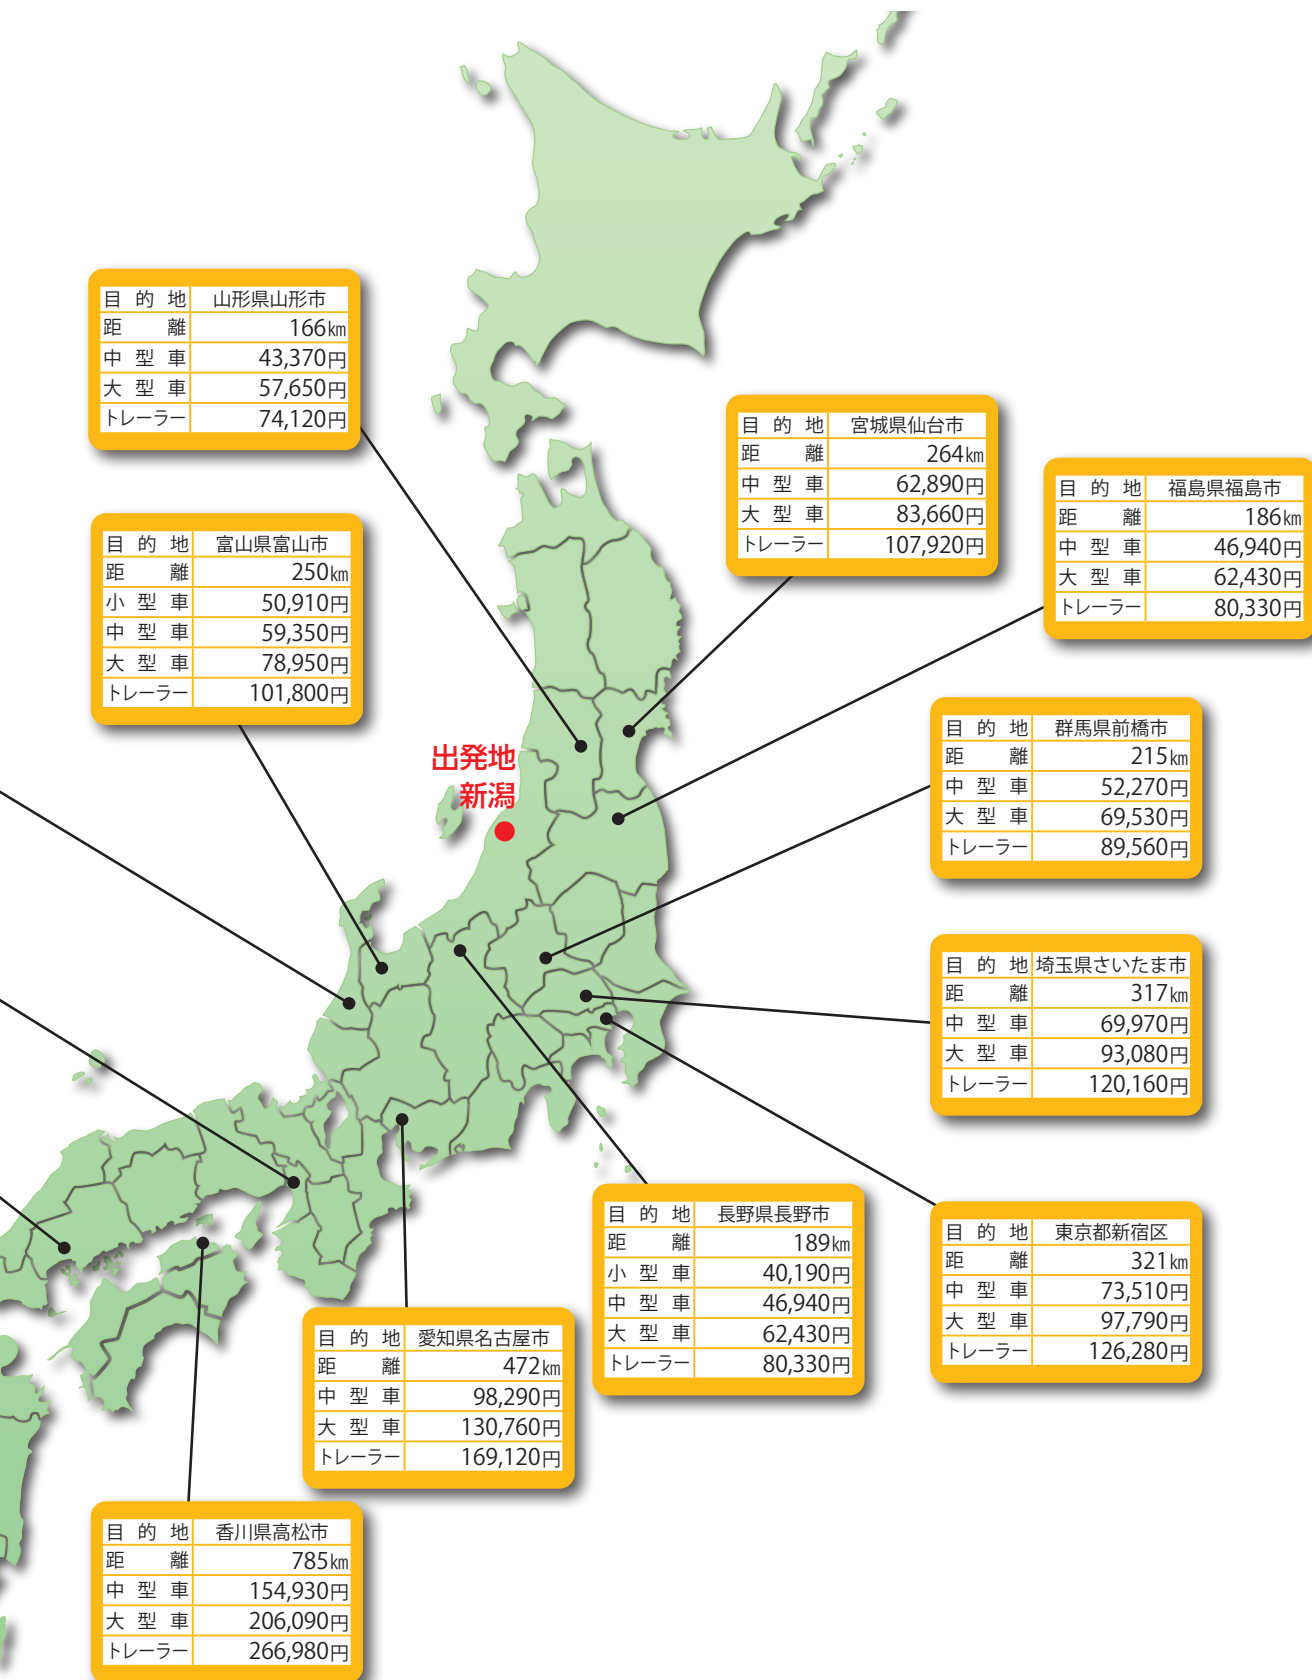 目的地 山形県山形市
距離 166㎞
中型車 43,370円
大型車 57,650円
トレーラー 74,120円
目的地 宮城県仙台市
距離 264㎞
中型車 62,890円
大型車 83,660円
トレーラー 107,920円
目的地 福島県福島市
距離 186㎞
中型車 46,940円
大型車 62,430円
トレーラー 80,330円
目的地 富山県富山市
距離 250㎞
小型車 50,910円
中型車 59,350円
大型車 78,950円
トレーラー 101,800円
出発地
新潟
目的地 群馬県前橋市
距離 215㎞
中型車 52,270円
大型車 69,530円
トレーラー 89,560円
目的地 埼玉県さいたま市
距離 317㎞
中型車 69,970円
大型車 93,080円
トレーラー 120,160円
目的地 長野県長野市
距離 189㎞
小型車 40,190円
中型車 46,940円
大型車 62,430円
トレーラー 80,330円
目的地 東京都新宿区
距離 321㎞
中型車 73,510円
大型車 97,790円
トレーラー 126,280円
目的地 愛知県名古屋市
距離 472㎞
中型車 98,290円
大型車 130,760円
トレーラー 169,120円
目的地 香川県高松市
距離 785㎞
中型車 154,930円
大型車 206,090円
トレーラー 266,980円